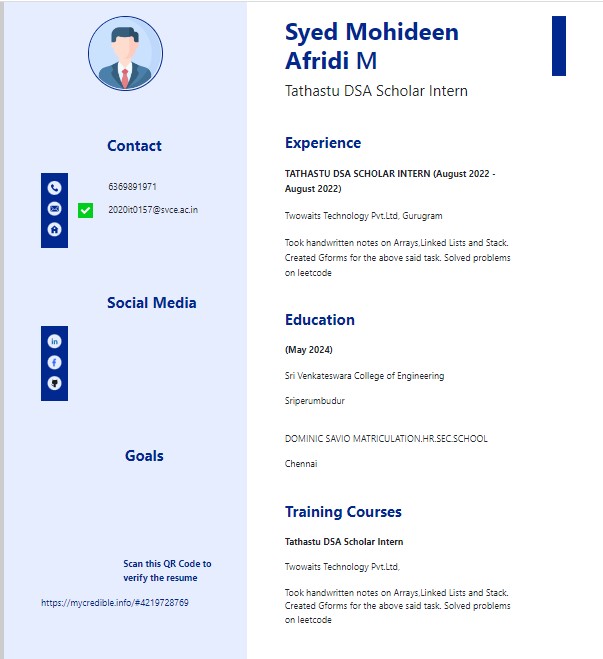 Syed Mohideen
Afridi M
Tathastu DSA Scholar Intern
Contact
6369891971
2020it0157@svce.ac.in
Social Media
in
f
Goals
Scan this QR Code to
verify the resume
https://mycredible.info/#4219728769
Experience
TATHASTU DSA SCHOLAR INTERN (August 2022 -
August 2022)
Twowaits Technology Pvt.Ltd, Gurugram
Took handwritten notes on Arrays,Linked Lists and Stack.
Created Gforms for the above said task. Solved problems
on leetcode
Education
(May 2024)
Sri Venkateswara College of Engineering
Sriperumbudur
DOMINIC SAVIO MATRICULATION.HR.SEC.SCHOOL
Chennai
Training Courses
Tathastu DSA Scholar Intern
Twowaits Technology Pvt.Ltd,
Took handwritten notes on Arrays,Linked Lists and Stack.
Created Gforms for the above said task. Solved problems
on leetcode